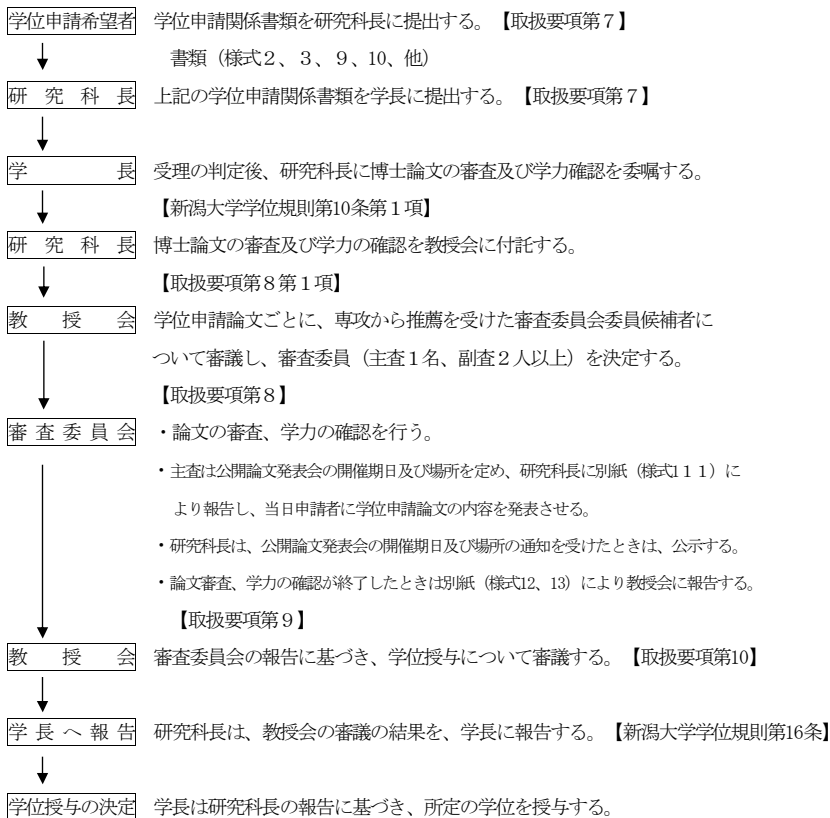 学位申請希望者 学位申請関係書類を研究科長に提出する。【取扱要項第7】
書類（様式2、3、9、10、他）
研究科長 上記の学位申請関係書類を学長に提出する。【取扱要項第7】
学長 受理の判定後、研究科長に博士論文の審査及び学力確認を委嘱する。
【新潟大学学位規則第10条第1項】
研究科長 博士論文の審査及び学力の確認を教授会に付託する。
【取扱要項第8第1項】
教授会 学位申請論文ごとに、専攻から推薦を受けた審査委員会委員候補者に
ついて審議し、審査委員（主査1名、副査2人以上）を決定する。
【取扱要項第8】
審査委員会 ・論文の審査、学力の確認を行う。
・主査は公開論文発表会の開催期日及び場所を定め、研究科長に別紙（様式111）に
より報告し、当日申請者に学位申請論文の内容を発表させる。
・研究科長は、公開論文発表会の開催期日及び場所の通知を受けたときは、公示する。
・論文審査、学力の確認が終了したときは別紙（様式12、13）により教授会に報告する。
【取扱要項第9】
教授会 審査委員会の報告に基づき、学位授与について審議する。【取扱要項第10】
学長へ報告 研究科長は、教授会の審議の結果を、学長に報告する。【新潟大学学位規則第16条】
学位授与の決定 学長は研究科長の報告に基づき、所定の学位を授与する。